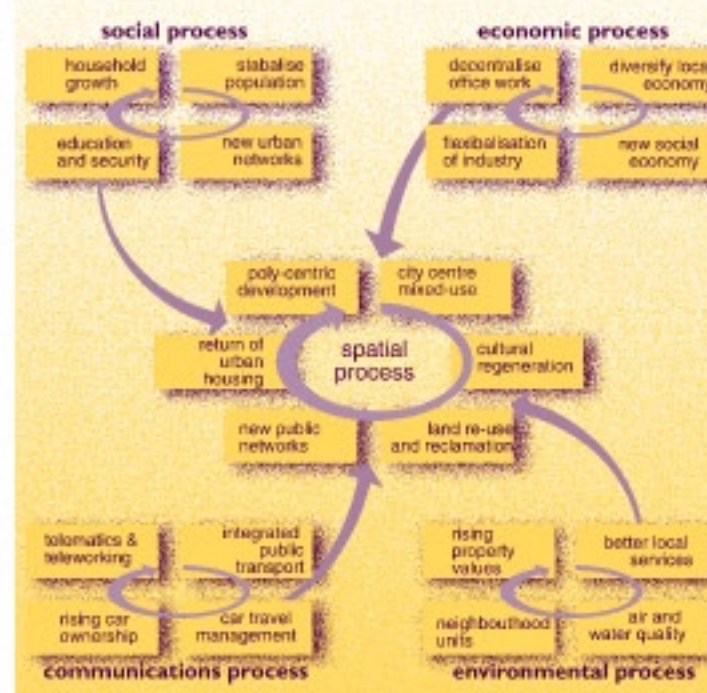 social process
household
growth
stabalise
population
education
and security
new urban
networks
economic process
decentralise
office work
diversify loca
economy
flexibalisation
of industry
new social
economy
poly-centric
development
city centre
mixed-use
return of
urban
housing
spatial
process
cultural
regeneration
new public
networks
land re-use
and reclamation
telematics &
teleworking
integrated
public
transport
rising car
ownership
car travel
management
communications process
rising
property
values
better local
services
neighbouthood
units
air and
water quality
environmental process